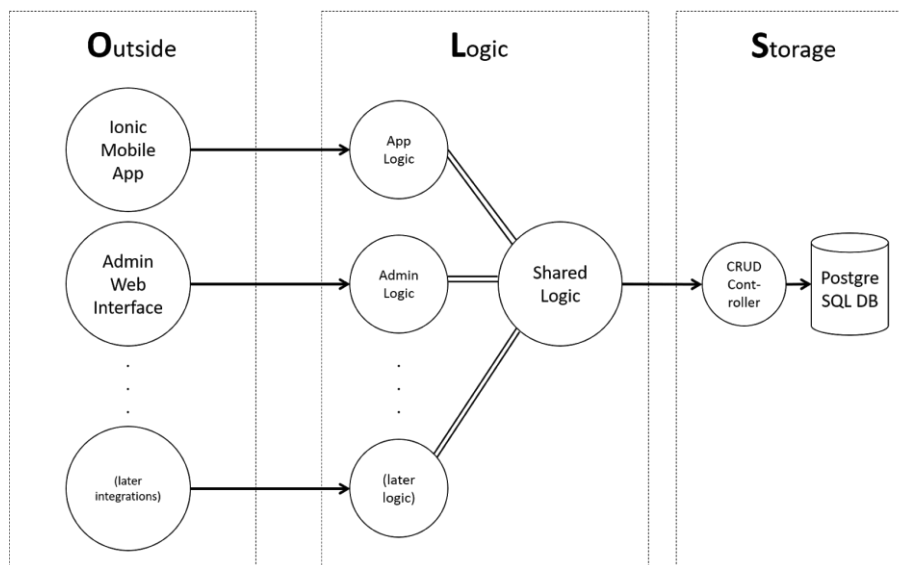 Outside
Logic
Storage
Ionic
Mobile
App
App
Logic
Admin
Web
Interface
Admin
Logic
Shared
Logic
CRUD
Cont-
roller
Postgre
SQL DB
.
.
.
.
.
.
(later
integrations)
(later
logic)